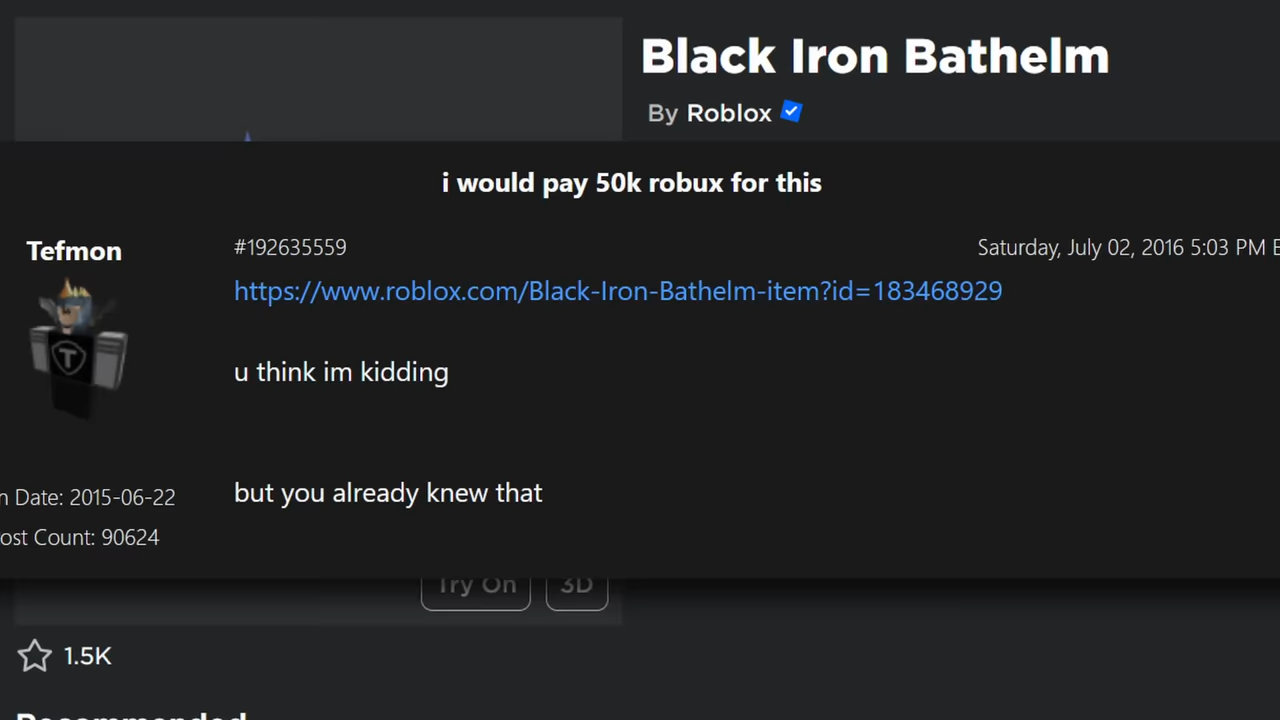 Black Iron Bathelm
By Roblox
i would pay 50k robux for this
Tefmon
#192635559
Saturday, July 02, 2016 5:03 PM E
https://www.roblox.com/Black-Iron-Bathelm-item?id=183468929
u think im kidding
but you already knew that
n Date: 2015-06-22
ost Count: 90624
Try On
3D
1.5K
Recommended